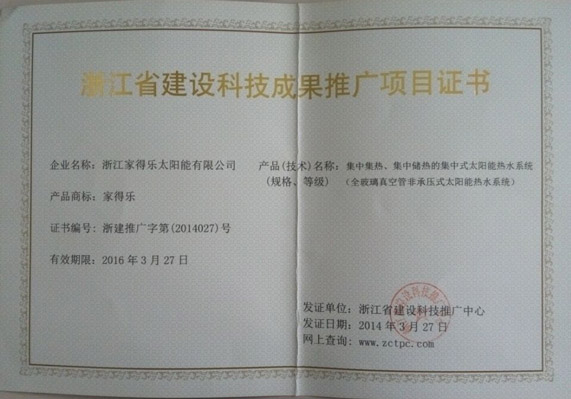 浙江省建设科技成果推广项目证书
企业名称：浙江家得乐太阳能有限公司
产品商标：家得乐
证书编号：浙建推广字第(2014027)号
有效期限：2016年3月27日
产品(技术)名称：集中集热、集中储热的集中式太阳能热水系统
(规格、等级) （全玻璃真空管非承压式太阳能热水系统）
发证单位：浙江省建设科技推广中心
发证日期：2014年3月27日
网上查询：www.zctpc.com